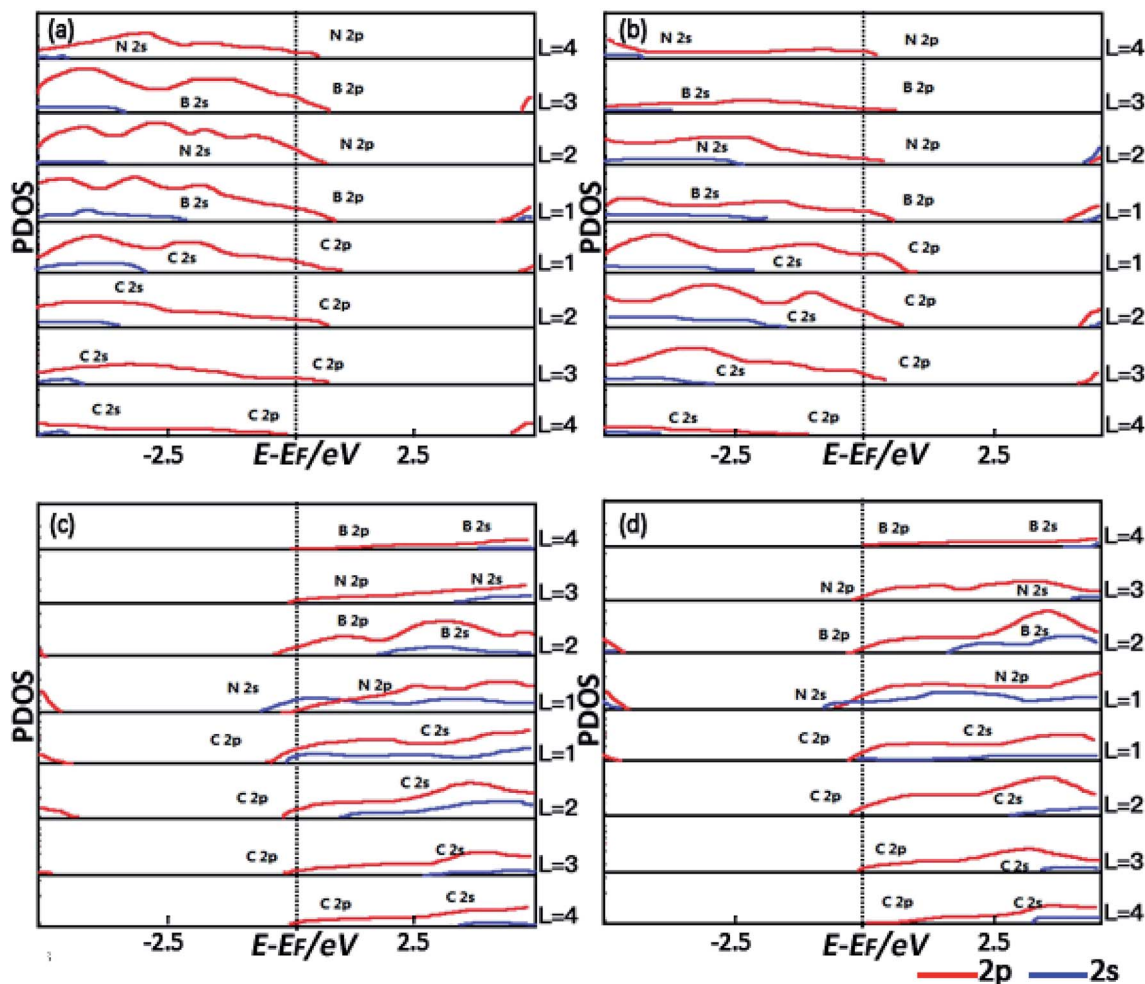 (a)
N 2s N 2p L=4
B 2s B 2p L=3
N 2s N 2p L=2
B 2s B 2p L=1
C 2s C 2p L=1
C 2s C 2p L=2
C 2s C 2p L=3
C 2s C 2p L=4
PDOS
-2.5 2.5
E-EF/eV
(b)
N 2s N 2p L=4
B 2s B 2p L=3
N 2s N 2p L=2
B 2s B 2p L=1
C 2s C 2p L=1
C 2s C 2p L=2
C 2s C 2p L=3
C 2s C 2p L=4
PDOS
-2.5 2.5
E-EF/eV
(c)
B 2p B 2s L=4
N 2p N 2s L=3
B 2p B 2s L=2
N 2s N 2p L=1
C 2p C 2s L=1
C 2p C 2s L=2
C 2p C 2s L=3
C 2p C 2s L=4
PDOS
-2.5 2.5
E-EF/eV
(d)
B 2p B 2s L=4
N 2p N 2s L=3
B 2p B 2s L=2
N 2s N 2p L=1
C 2p C 2s L=1
C 2p C 2s L=2
C 2p C 2s L=3
C 2p C 2s L=4
PDOS
-2.5 2.5
E-EF/eV
2p 2s